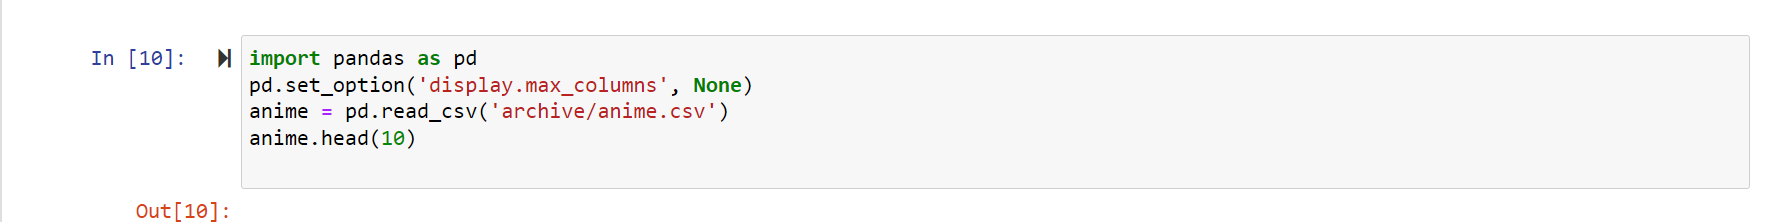 In [10]:
import pandas as pd
pd.set_option('display.max_columns', None)
anime = pd.read_csv('archive/anime.csv')
anime.head(10)
Out[10]: